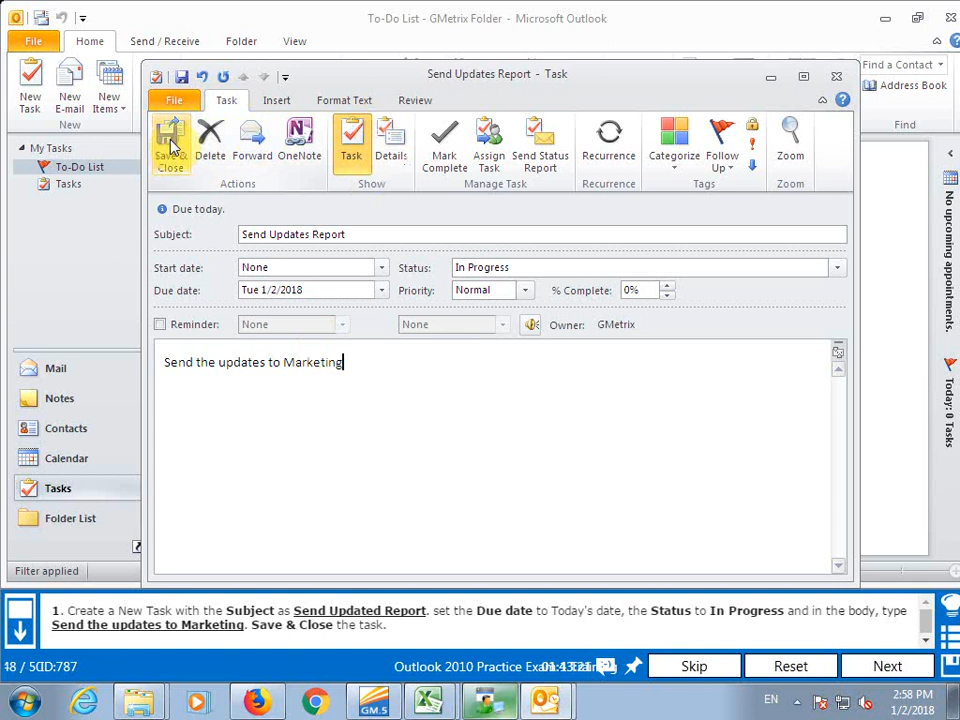 To-Do List - GMetrix Folder - Microsoft Outlook
File Home Send / Receive Folder View
New Task
New E-mail
New Items
New
Find a Contact
Address Book
Find
Send Updates Report - Task
File Task Insert Format Text Review
Save & Close
Delete
Forward
OneNote
Actions
Task
Details
Show
Mark Complete
Assign Task
Send Status Report
Manage Task
Recurrence
Recurrence
Categorize
Follow Up
Tags
Zoom
Zoom
My Tasks
To-Do List
Tasks
Due today.
Subject: Send Updates Report
Start date: None Status: In Progress
Due date: Tue 1/2/2018 Priority: Normal % Complete: 0%
Reminder: None None Owner: GMetrix
Send the updates to Marketing
No upcoming appointments.
Today: 0 Tasks
Mail
Notes
Contacts
Calendar
Tasks
Folder List
Filter applied
1. Create a New Task with the Subject as Send Updated Report. set the Due date to Today's date, the Status to In Progress and in the body, type
Send the updates to Marketing. Save & Close the task.
ID:787
Outlook 2010 Practice Exam
Skip Reset Next
GM.5
EN
2:58 PM
1/2/2018